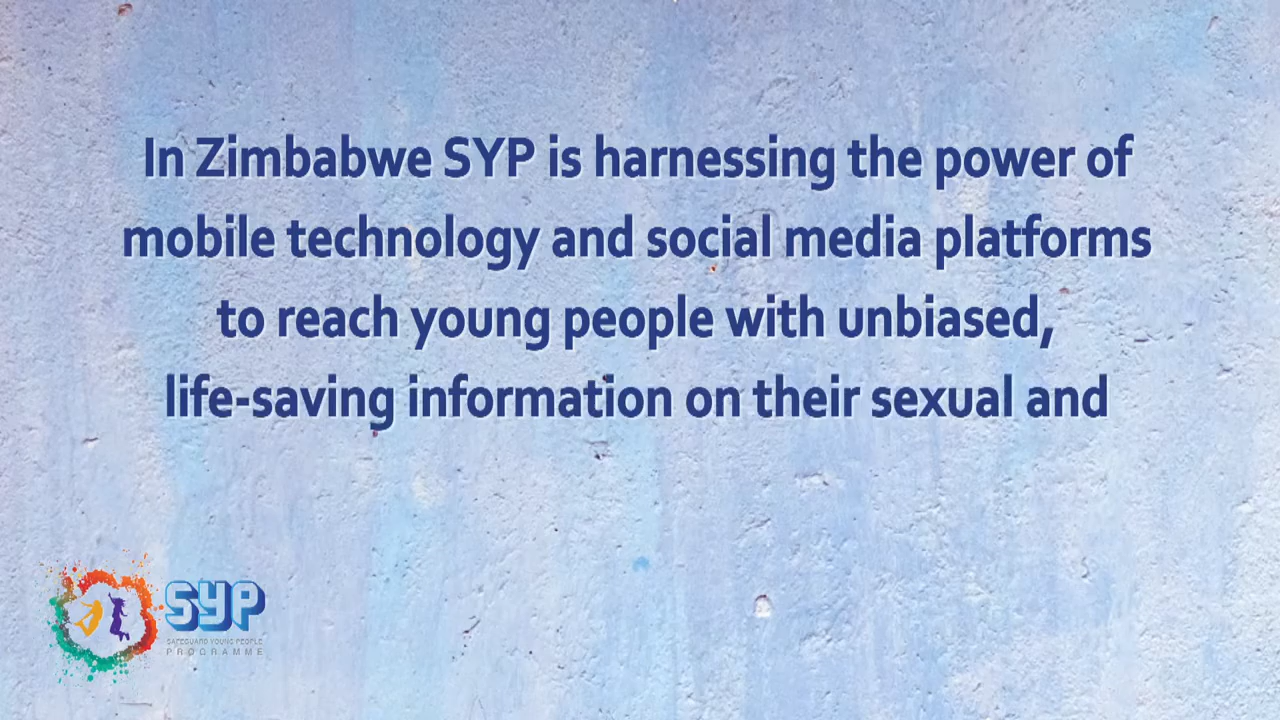 In Zimbabwe SYP is harnessing the power of
mobile technology and social media platforms
to reach young people with unbiased,
life-saving information on their sexual and
SYP
SAFEGUARD YOUNG PEOPLE
PROGRAMME